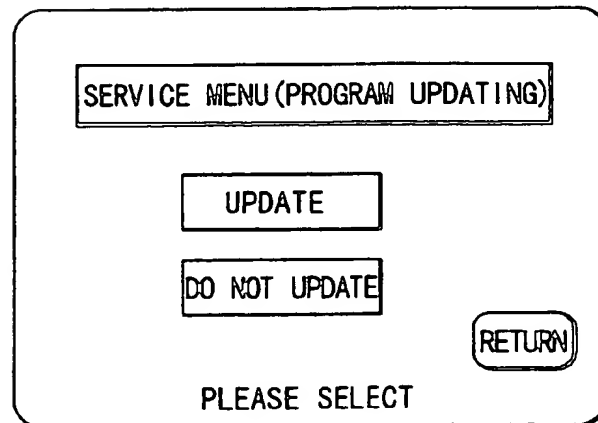 SERVICE MENU(PROGRAM UPDATING)
UPDATE
DO NOT UPDATE
RETURN
PLEASE SELECT